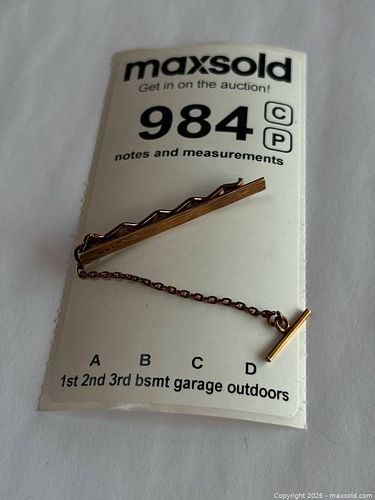 maxsold
Get in on the auction!
984 C
P
notes and measurements
A B C D
1st 2nd 3rd bsmt garage outdoors
Copyright 2026 - maxsold.com